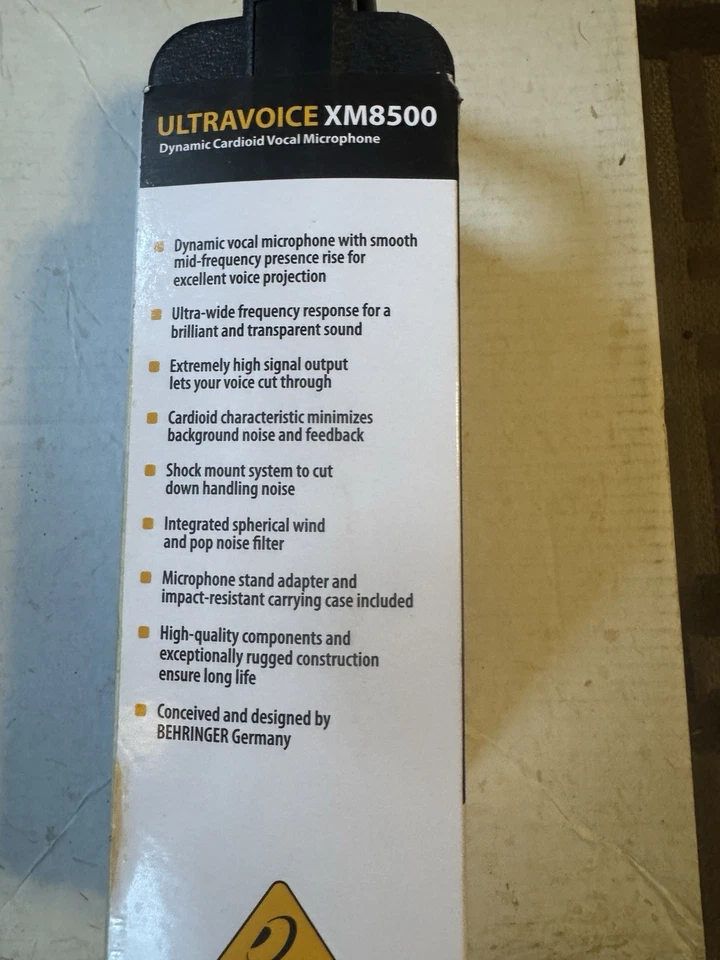 ULTRAVOICE XM8500
Dynamic Cardioid Vocal Microphone
Dynamic vocal microphone with smooth
mid-frequency presence rise for
excellent voice projection
Ultra-wide frequency response for a
brilliant and transparent sound
Extremely high signal output
lets your voice cut through
Cardioid characteristic minimizes
background noise and feedback
Shock mount system to cut
down handling noise
Integrated spherical wind
and pop noise filter
Microphone stand adapter and
impact-resistant carrying case included
High-quality components and
exceptionally rugged construction
ensure long life
Conceived and designed by
BEHRINGER Germany